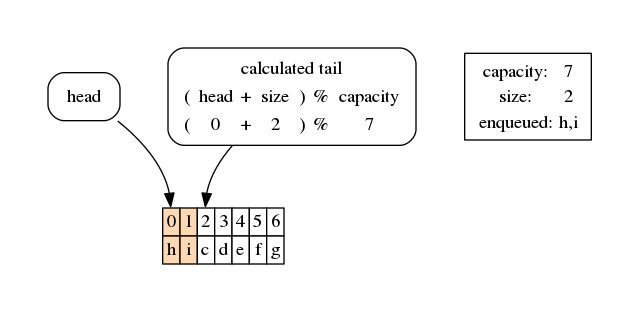 head
calculated tail
( head + size ) % capacity
( 0 + 2 ) % 7
capacity: 7
size: 2
enqueued: h,i
0 1 2 3 4 5 6
h i c d e f g